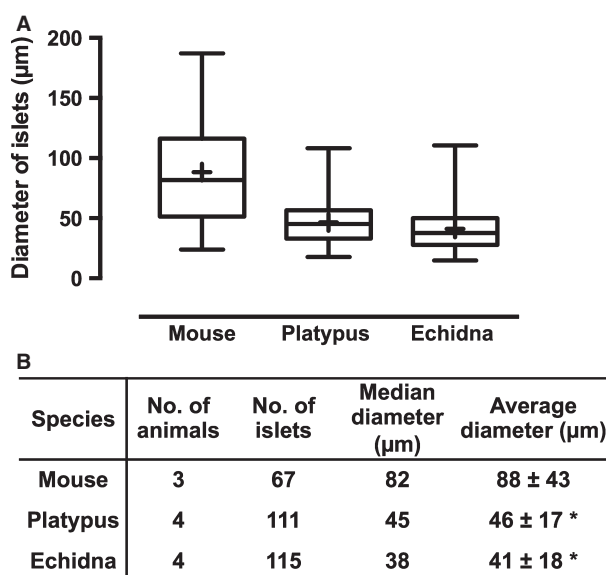 A
Diameter of islets (µm)
200
150
100
50
0
Mouse Platypus Echidna
B
Species No. of animals No. of islets Median diameter (µm) Average diameter (µm)
Mouse 3 67 82 88 ± 43
Platypus 4 111 45 46 ± 17 *
Echidna 4 115 38 41 ± 18 *